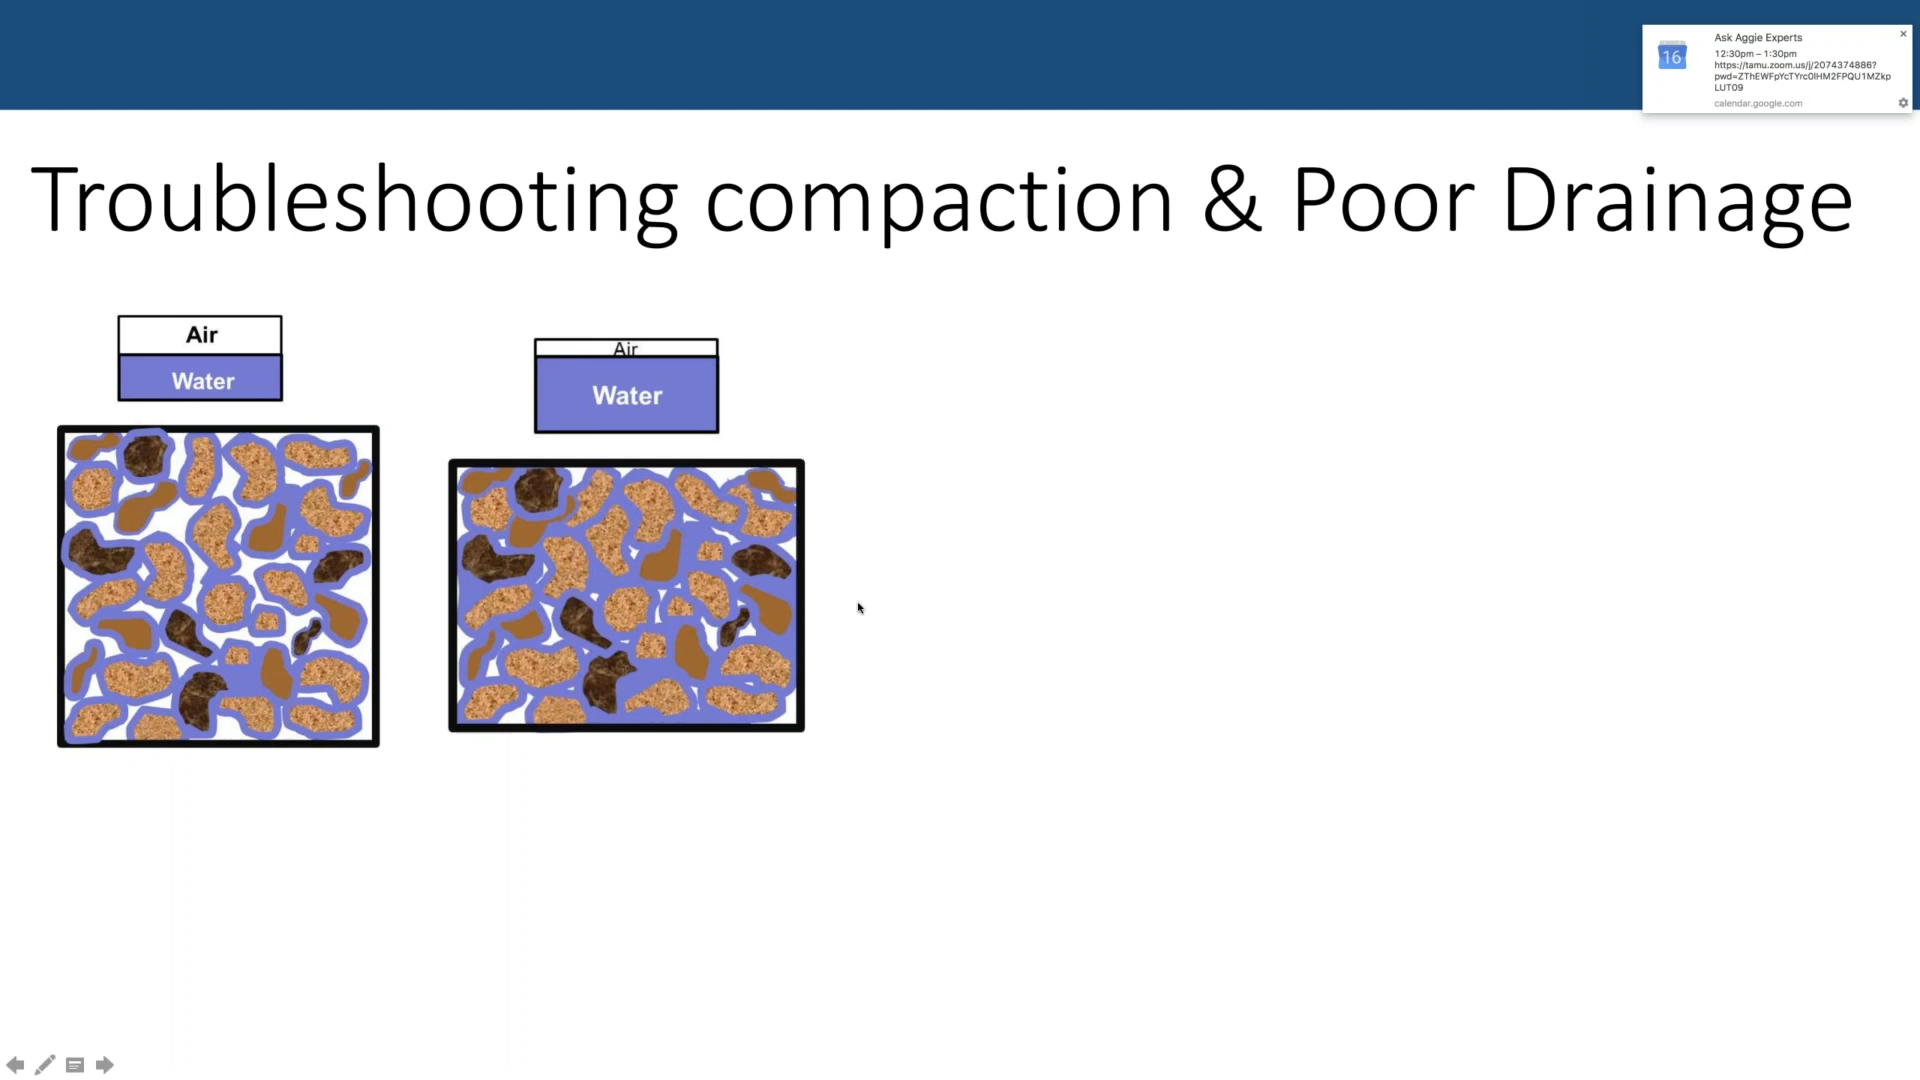 16
Ask Aggie Experts
12:30pm – 1:30pm
https://tamu.zoom.us/j/2074374886?
pwd=ZThEWFpYcTYrc0lHM2FPQU1MZkp
LUT09
calendar.google.com
Troubleshooting compaction & Poor Drainage
Air
Water
Air
Water